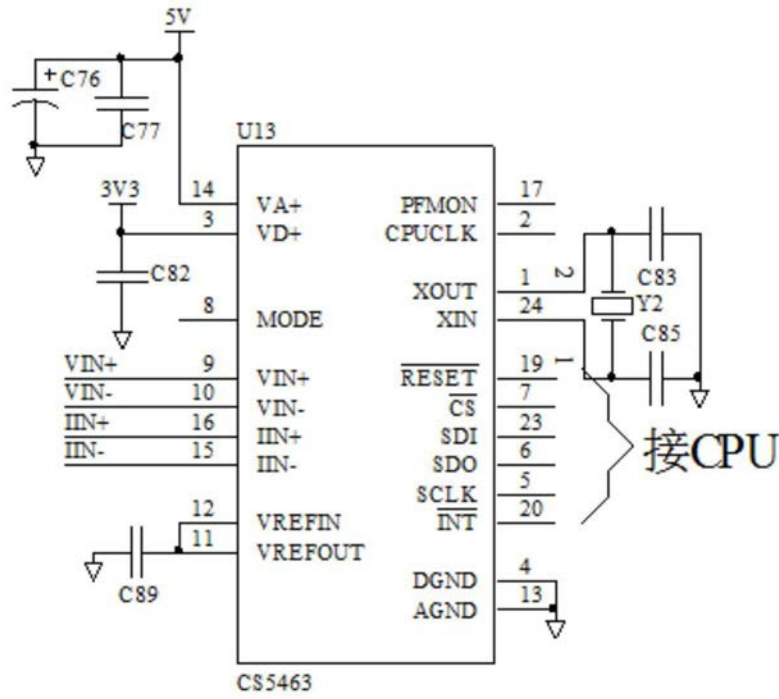 5V
+ C76
C77
U13
3V3
14 VA+ PFMON 17
3 VD+ CPUCLK 2
C82
C83
XOUT 1 2
8 MODE XIN 24 Y2
C85
VIN+ 9 VIN+ RESET 19 1
VIN- 10 VIN- CS 7
IIN+ 16 IIN+ SDI 23
IIN- 15 IIN- SDO 6
接CPU
SCLK 5
12 VREFIN INT 20
11 VREFOUT
C89
DGND 4
AGND 13
CS5463